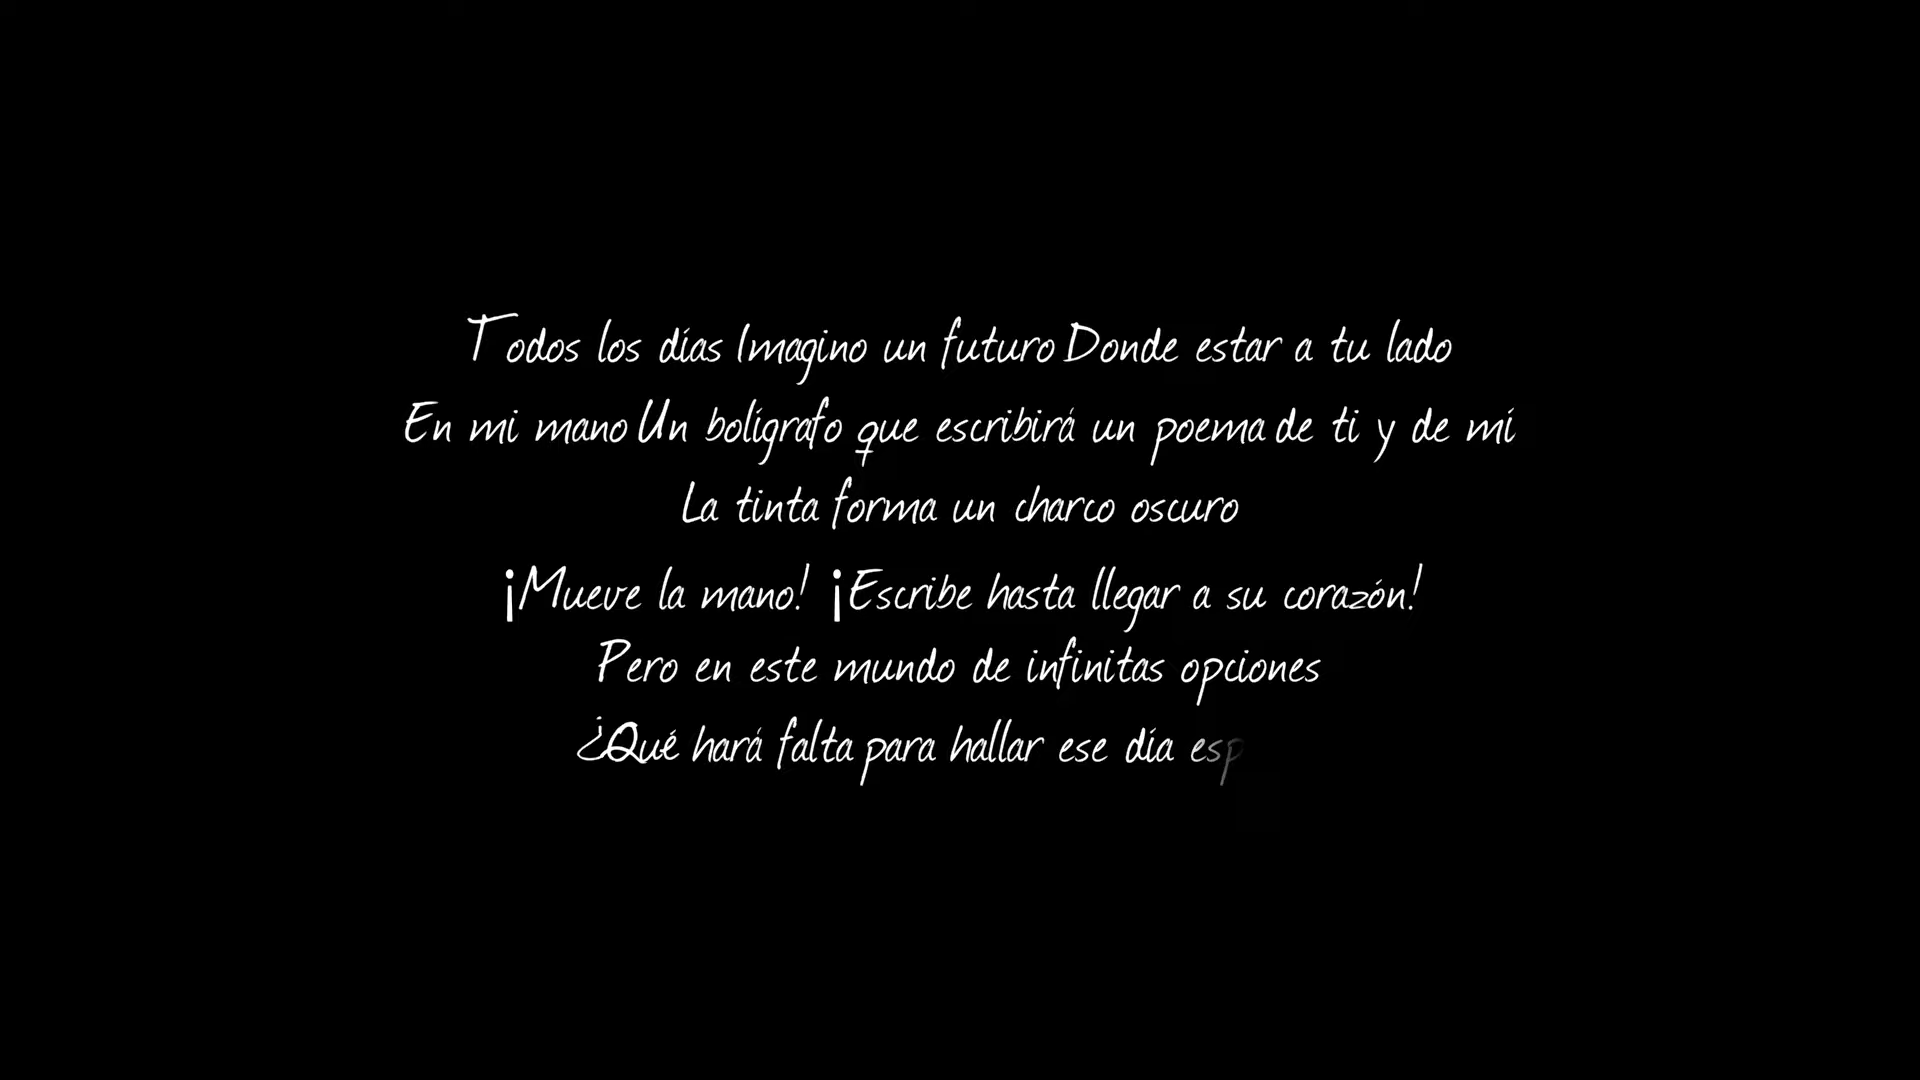 Todos los días Imagino un futuro Donde estar a tu lado
En mi mano Un bolígrafo que escribirá un poema de ti y de mí
La tinta forma un charco oscuro
¡Mueve la mano! ¡Escribe hasta llegar a su corazón!
Pero en este mundo de infinitas opciones
¿Qué hará falta para hallar ese día esp